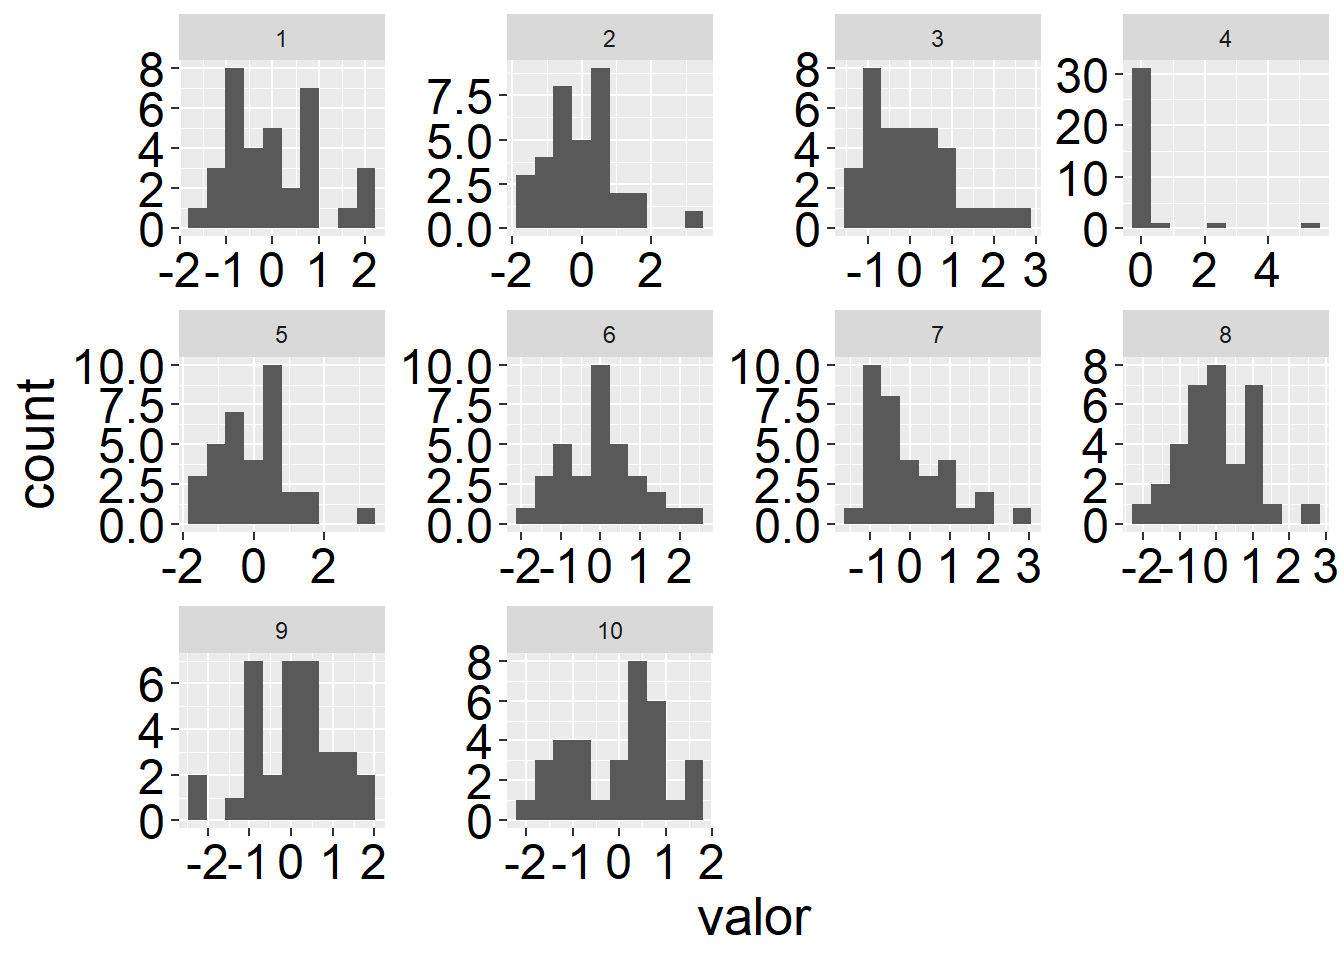 1 2 3 4
8 7.5 8 30
6 5.0 6 20
4 2.5 4 10
2 0.0 2 0
0 0
-2 -1 0 1 2 -2 0 2 -1 0 1 2 3 0 2 4
5 6 7 8
10.0 10.0 10.0 8
7.5 7.5 7.5 6
5.0 5.0 5.0 4
2.5 2.5 2.5 2
0.0 0.0 0.0 0
-2 0 2 -2 -1 0 1 2 -1 0 1 2 3 -2 -1 0 1 2 3
count
9 10
6 8
4 6
2 4
0 2
0
-2 -1 0 1 2 -2 -1 0 1 2
valor